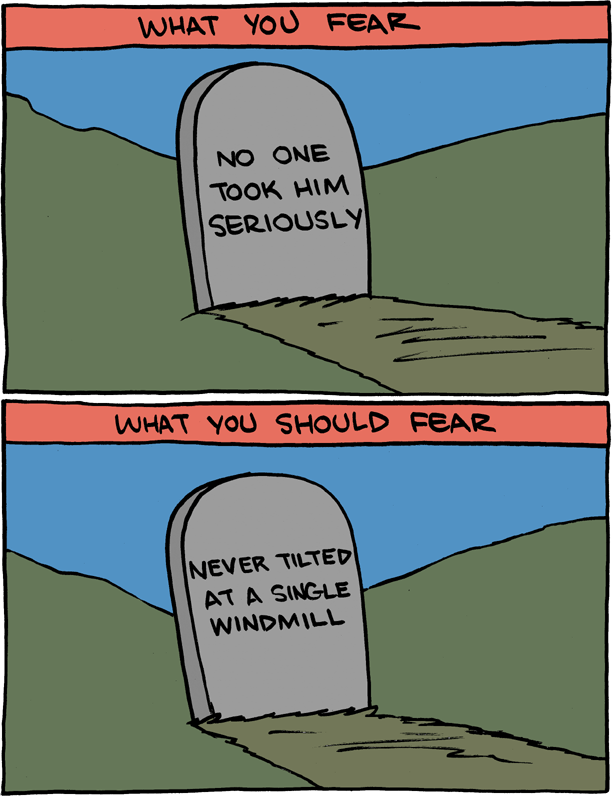 WHAT YOU FEAR
NO ONE
TOOK HIM
SERIOUSLY
WHAT YOU SHOULD FEAR
NEVER TILTED
AT A SINGLE
WINDMILL